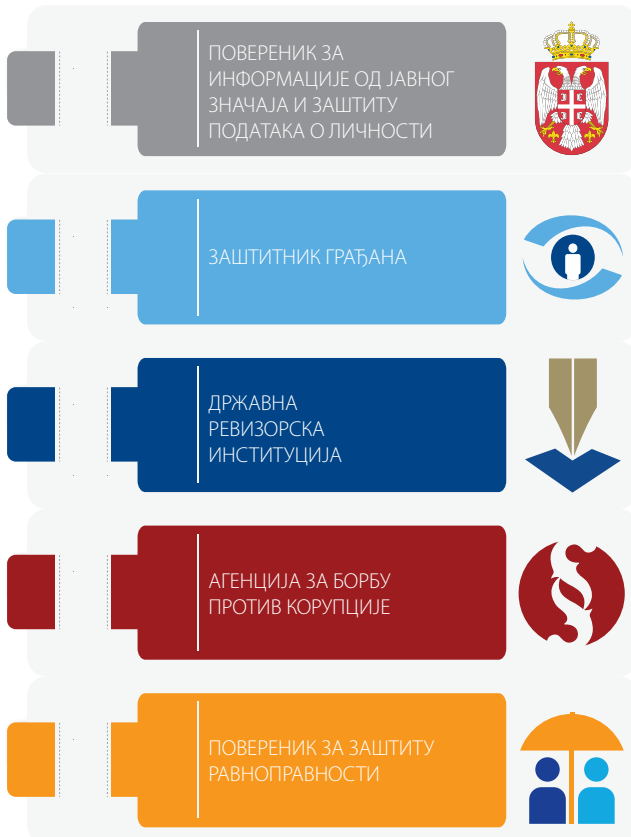 ПОВЕРЕНИК ЗА
ИНФОРМАЦИЈЕ ОД ЈАВНОГ
ЗНАЧАЈА И ЗАШТИТУ
ПОДАТАКА О ЛИЧНОСТИ
ЗАШТИТНИК ГРАЂАНА
ДРЖАВНА
РЕВИЗОРСКА
ИНСТИТУЦИЈА
АГЕНЦИЈА ЗА БОРБУ
ПРОТИВ КОРУПЦИЈЕ
ПОВЕРЕНИК ЗА ЗАШТИТУ
РАВНОПРАВНОСТИ